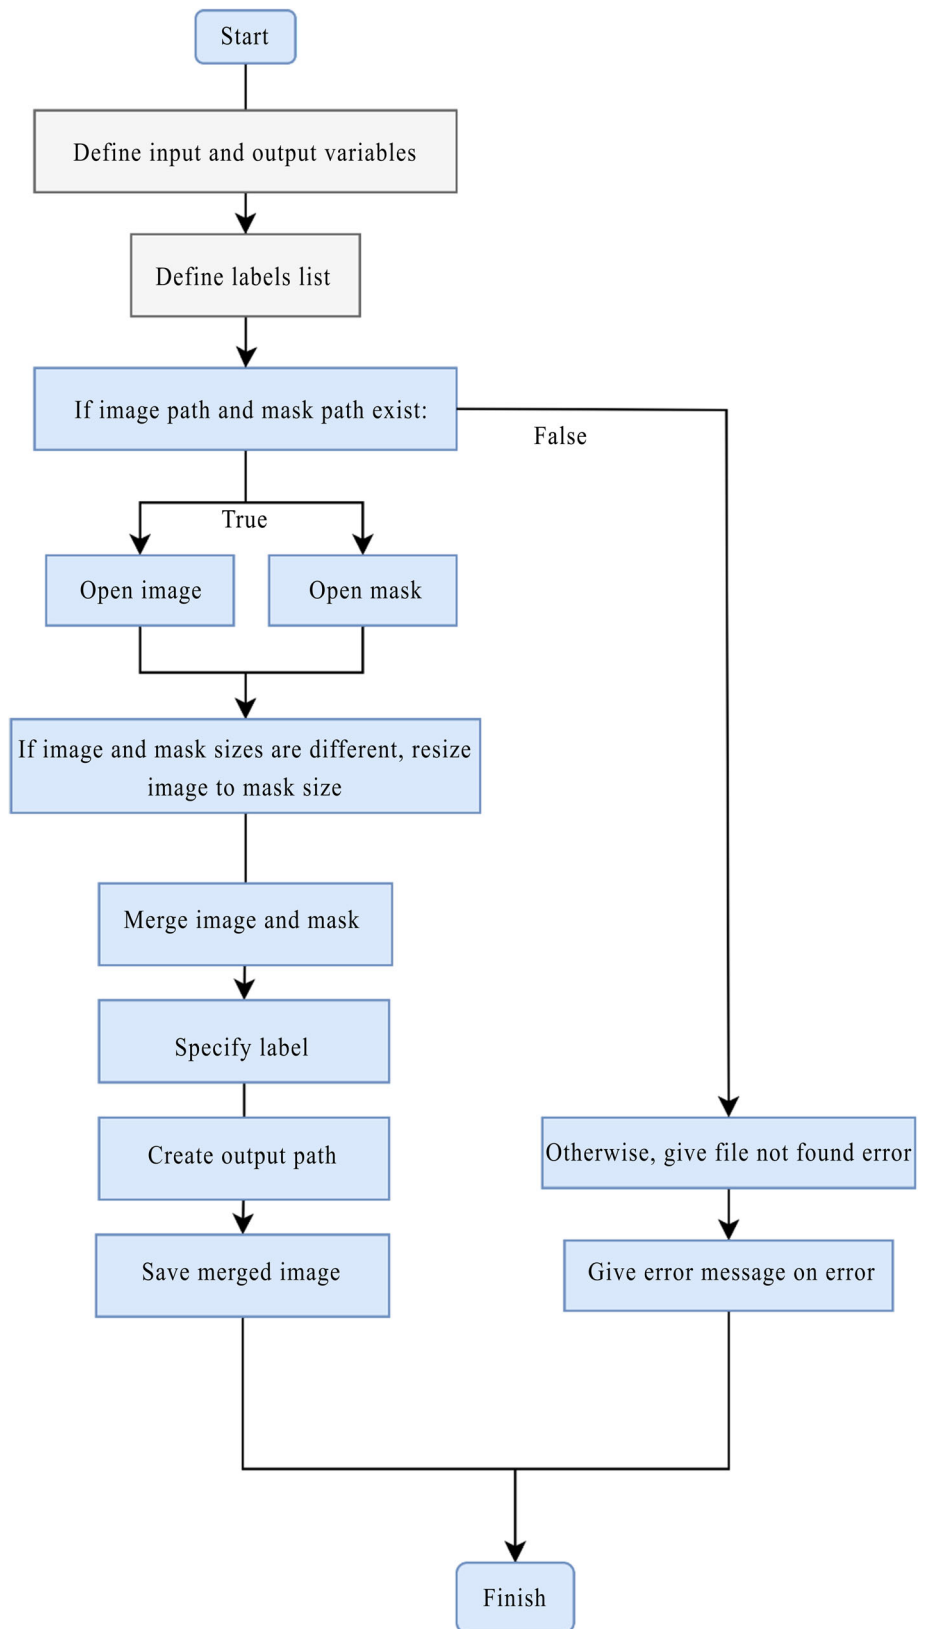 Start
Define input and output variables
Define labels list
If image path and mask path exist:
False
True
Open image
Open mask
If image and mask sizes are different, resize
image to mask size
Merge image and mask
Specify label
Create output path
Save merged image
Otherwise, give file not found error
Give error message on error
Finish